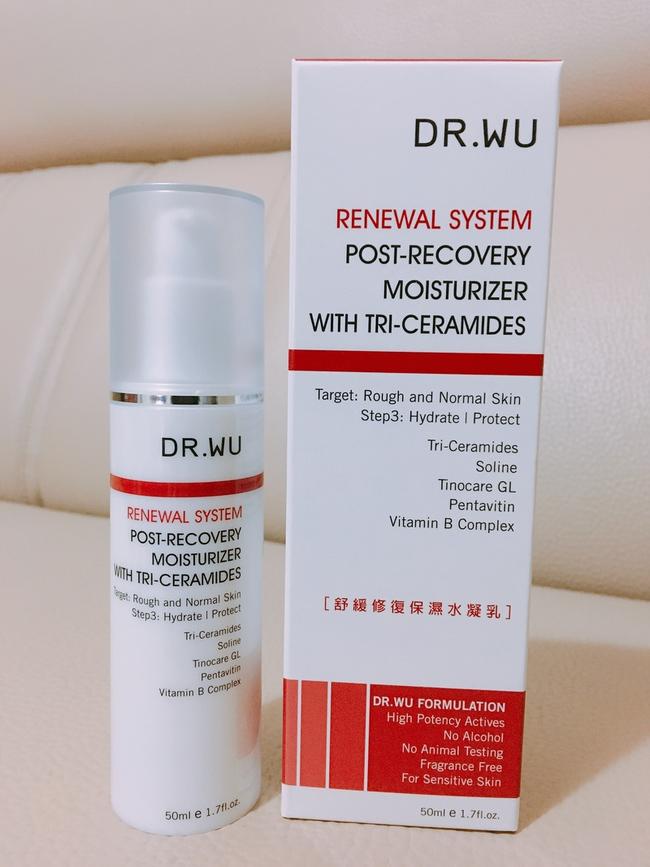 DR.WU
RENEWAL SYSTEM
POST-RECOVERY
MOISTURIZER
WITH TRI-CERAMIDES
Target: Rough and Normal Skin
Step3: Hydrate | Protect
Tri-Ceramides
Soline
Tinocare GL
Pentavitin
Vitamin B Complex
50ml e 1.7fl.oz.
DR.WU
RENEWAL SYSTEM
POST-RECOVERY
MOISTURIZER
WITH TRI-CERAMIDES
Target: Rough and Normal Skin
Step3: Hydrate | Protect
Tri-Ceramides
Soline
Tinocare GL
Pentavitin
Vitamin B Complex
[舒緩修復保濕水凝乳]
DR.WU FORMULATION
High Potency Actives
No Alcohol
No Animal Testing
Fragrance Free
For Sensitive Skin
50ml e 1.7fl.oz.